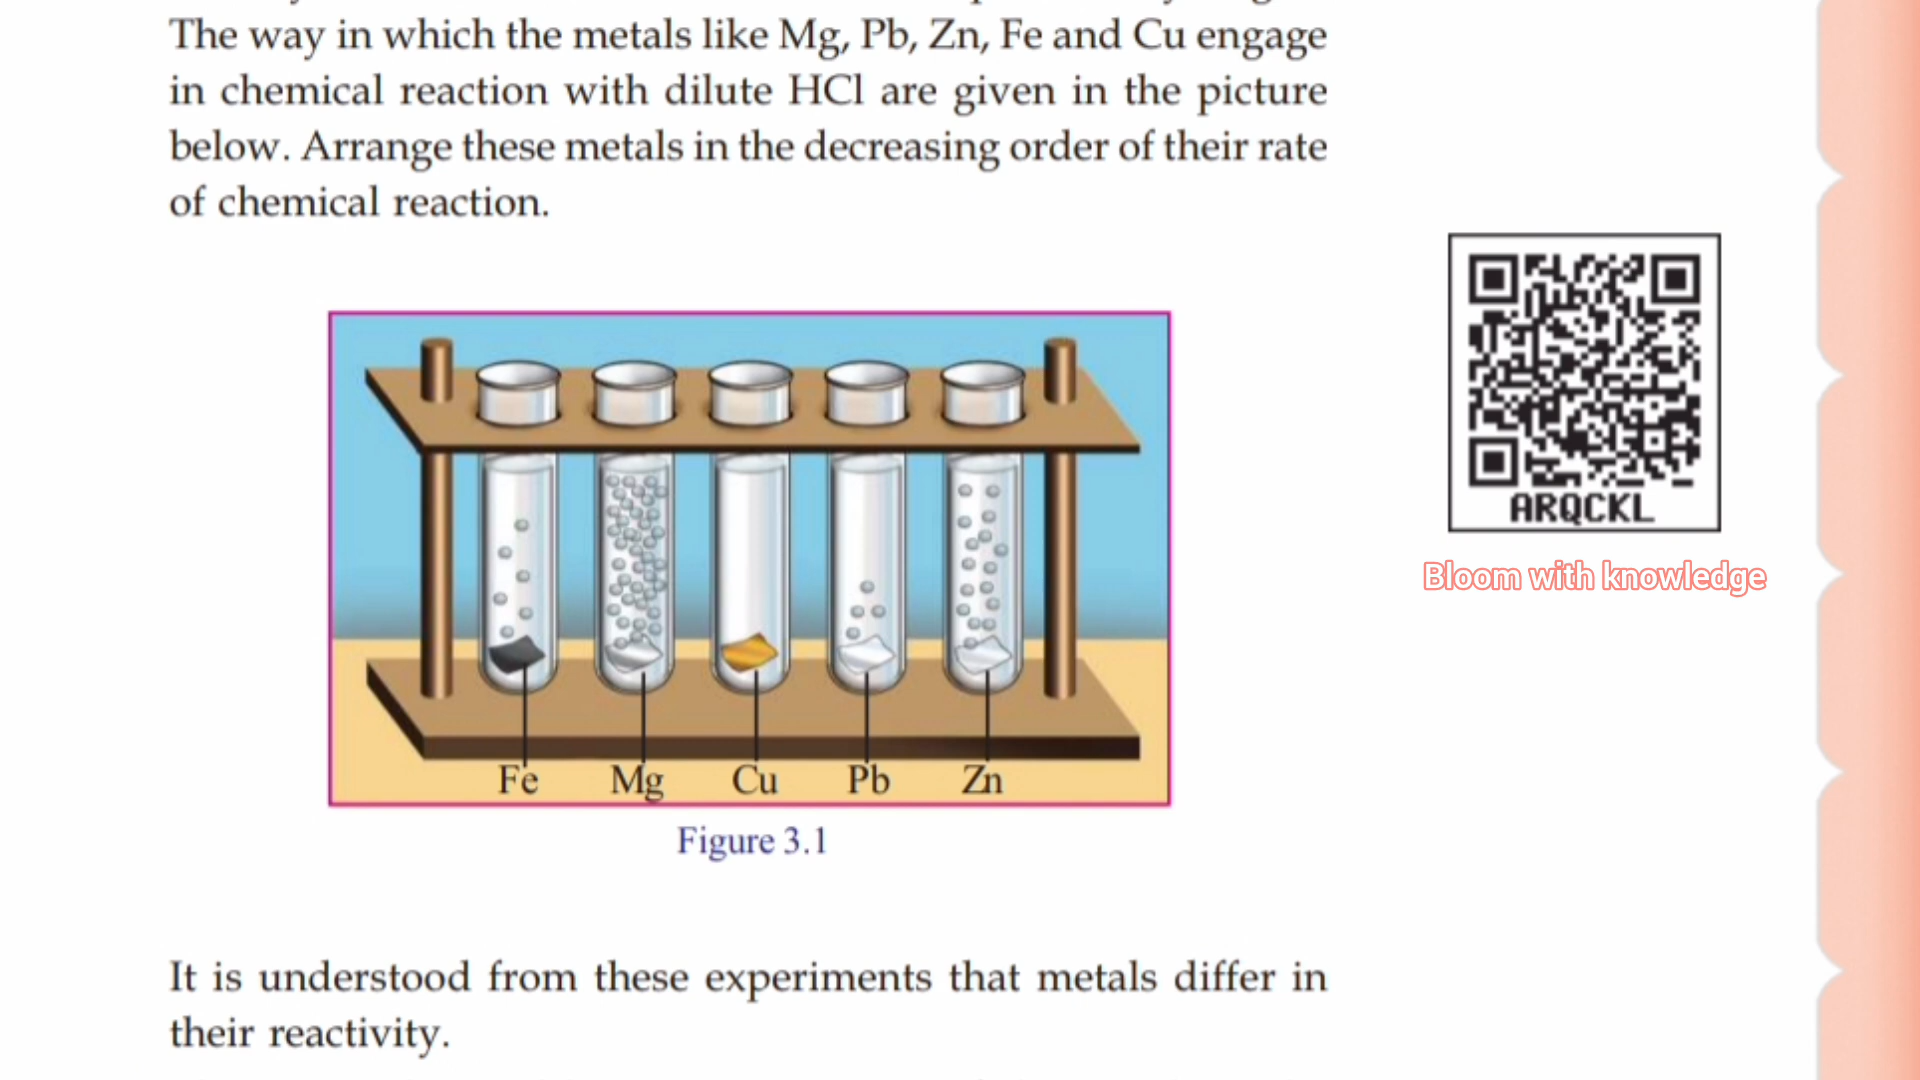 The way in which the metals like Mg, Pb, Zn, Fe and Cu engage
in chemical reaction with dilute HCl are given in the picture
below. Arrange these metals in the decreasing order of their rate
of chemical reaction.
ARQCKL
Bloom with knowledge
Fe Mg Cu Pb Zn
Figure 3.1
It is understood from these experiments that metals differ in
their reactivity.